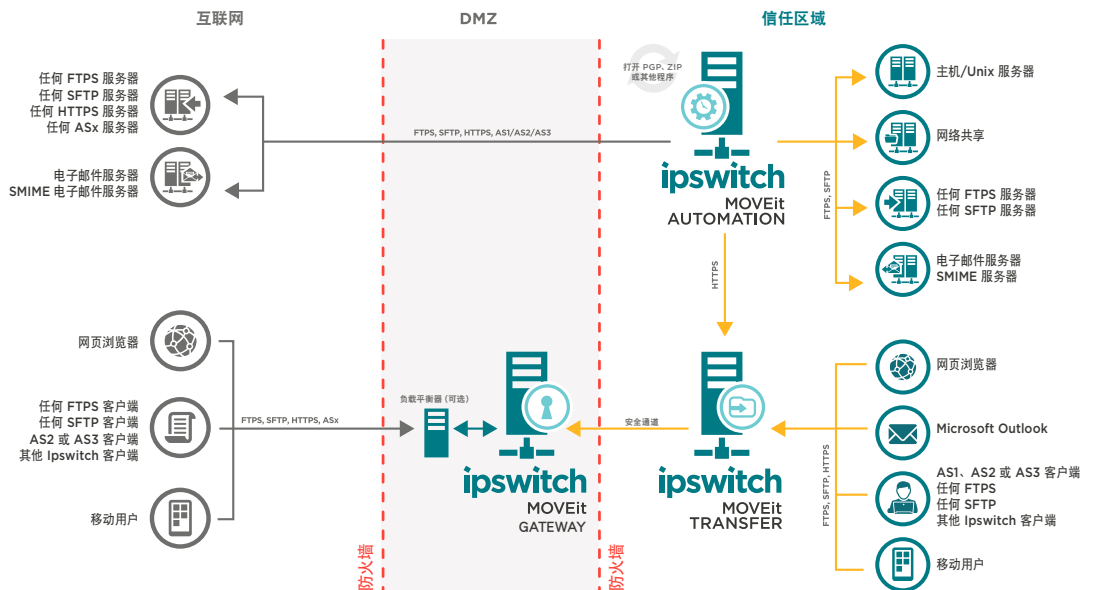 互联网
DMZ
信任区域
任何 FTPS 服务器
任何 SFTP 服务器
任何 HTTPS 服务器
任何 ASx 服务器
电子邮件服务器
SMIME 电子邮件服务器
FTPS, SFTP, HTTPS, AS1/AS2/AS3
打开 PGP、ZIP
或其他程序
ipswitch
MOVEit
AUTOMATION
FTPS, SFTP
主机/Unix 服务器
网络共享
任何 FTPS 服务器
任何 SFTP 服务器
电子邮件服务器
SMIME 服务器
HTTPS
网页浏览器
任何 FTPS 客户端
任何 SFTP 客户端
AS2 或 AS3 客户端
其他 Ipswitch 客户端
移动用户
FTPS, SFTP, HTTPS, ASx
负载平衡器 (可选)
ipswitch
MOVEit
GATEWAY
安全通道
ipswitch
MOVEit
TRANSFER
FTPS, SFTP, HTTPS
网页浏览器
Microsoft Outlook
AS1、AS2 或 AS3 客户端
任何 FTPS
任何 SFTP
其他 Ipswitch 客户端
移动用户
防火墙
防火墙